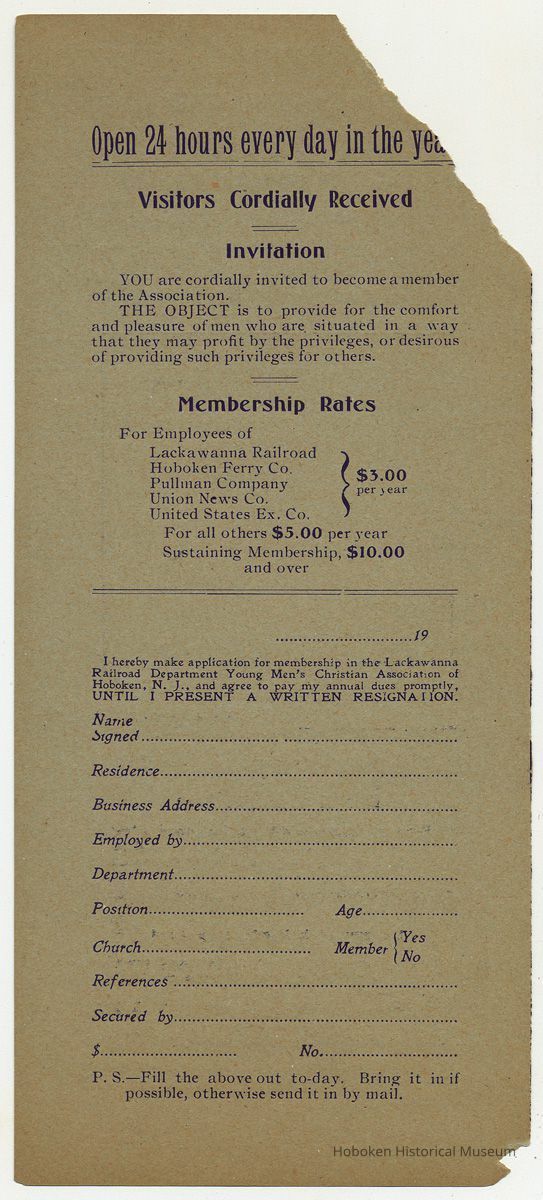 Open 24 hours every day in the yea
Visitors Cordially Received
Invitation
YOU are cordially invited to become a member
of the Association.
THE OBJECT is to provide for the comfort
and pleasure of men who are situated in a way
that they may profit by the privileges, or desirous
of providing such privileges for others.
Membership Rates
For Employees of
Lackawanna Railroad
Hoboken Ferry Co.
Pullman Company
Union News Co.
United States Ex. Co.
$3.00
per year
For all others $5.00 per year
Sustaining Membership, $10.00
and over
..............................19
I hereby make application for membership in the Lackawanna
Railroad Department Young Men's Christian Association of
Hoboken, N. J., and agree to pay my annual dues promptly,
UNTIL I PRESENT A WRITTEN RESIGNATION.
Name
Signed
Residence
Business Address
Employed by
Department
Position Age
Church Member { Yes
No
References
Secured by
$ No.
P. S.—Fill the above out to-day. Bring it in if
possible, otherwise send it in by mail.
Hoboken Historical Museum